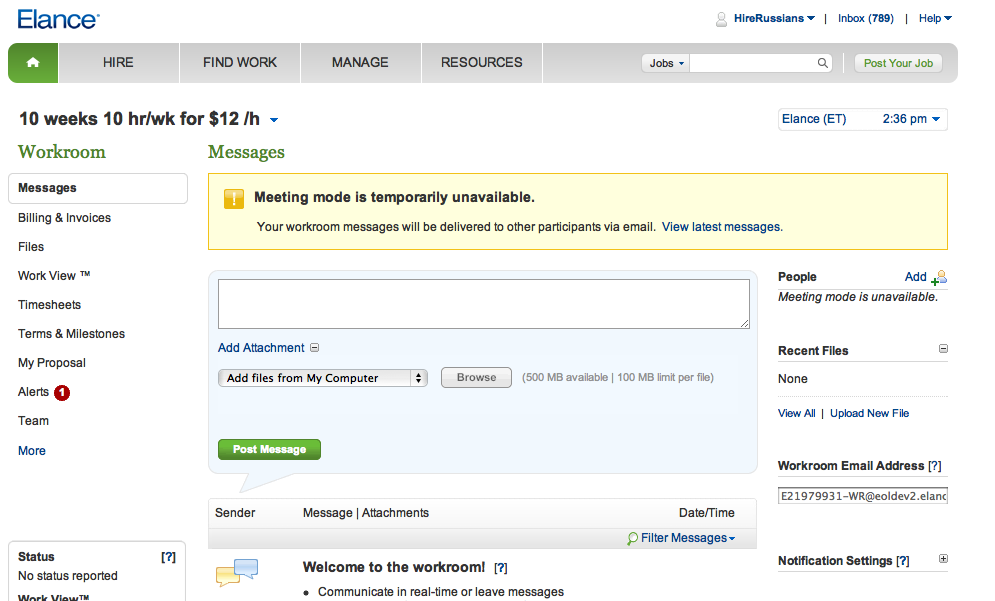 Elance
HireRussians | Inbox (789) | Help
HIRE FIND WORK MANAGE RESOURCES Jobs Post Your Job
10 weeks 10 hr/wk for $12 /h
Elance (ET) 2:36 pm
Workroom
Messages
Billing & Invoices
Files
Work View ™
Timesheets
Terms & Milestones
My Proposal
Alerts 1
Team
More
Status [?]
No status reported
Work View™
Messages
Meeting mode is temporarily unavailable.
Your workroom messages will be delivered to other participants via email. View latest messages.
Add Attachment
Add files from My Computer Browse (500 MB available | 100 MB limit per file)
Post Message
Sender Message | Attachments Date/Time
Filter Messages
Welcome to the workroom! [?]
• Communicate in real-time or leave messages
People Add
Meeting mode is unavailable.
Recent Files
None
View All | Upload New File
Workroom Email Address [?]
E21979931-WR@eoldev2.elanc
Notification Settings [?]